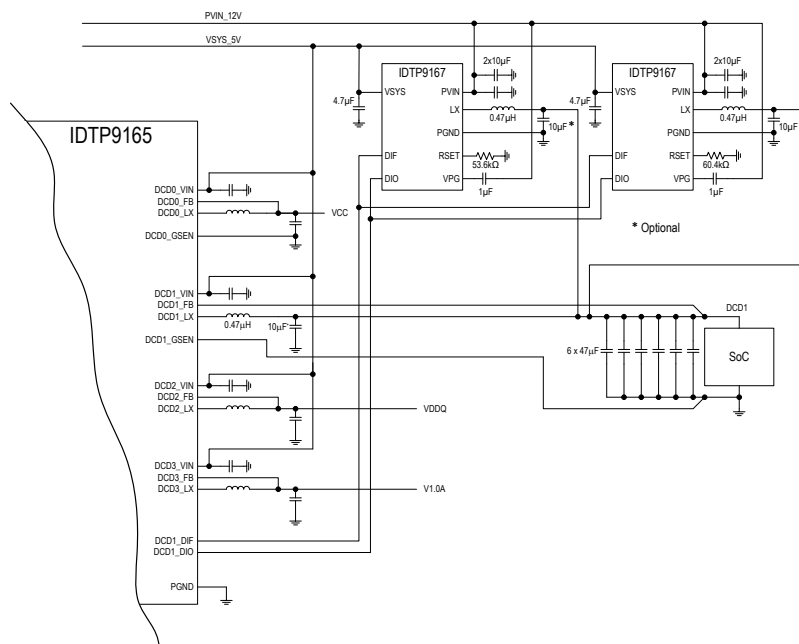 PVIN_12V
VSYS_5V
IDTP9167
VSYS
PVIN
LX
PGND
DIF
RSET
DIO
VPG
4.7µF
2x10µF
0.47µH
10µF *
53.6kΩ
1µF
IDTP9167
VSYS
PVIN
LX
PGND
DIF
RSET
DIO
VPG
4.7µF
2x10µF
0.47µH
10µF
60.4kΩ
1µF
* Optional
IDTP9165
DCD0_VIN
DCD0_FB
DCD0_LX
VCC
DCD0_GSEN
DCD1_VIN
DCD1_FB
DCD1_LX
0.47µH
10µF
DCD1_GSEN
DCD1
6 x 47µF
SoC
DCD2_VIN
DCD2_FB
DCD2_LX
VDDQ
DCD3_VIN
DCD3_FB
DCD3_LX
V1.0A
DCD1_DIF
DCD1_DIO
PGND